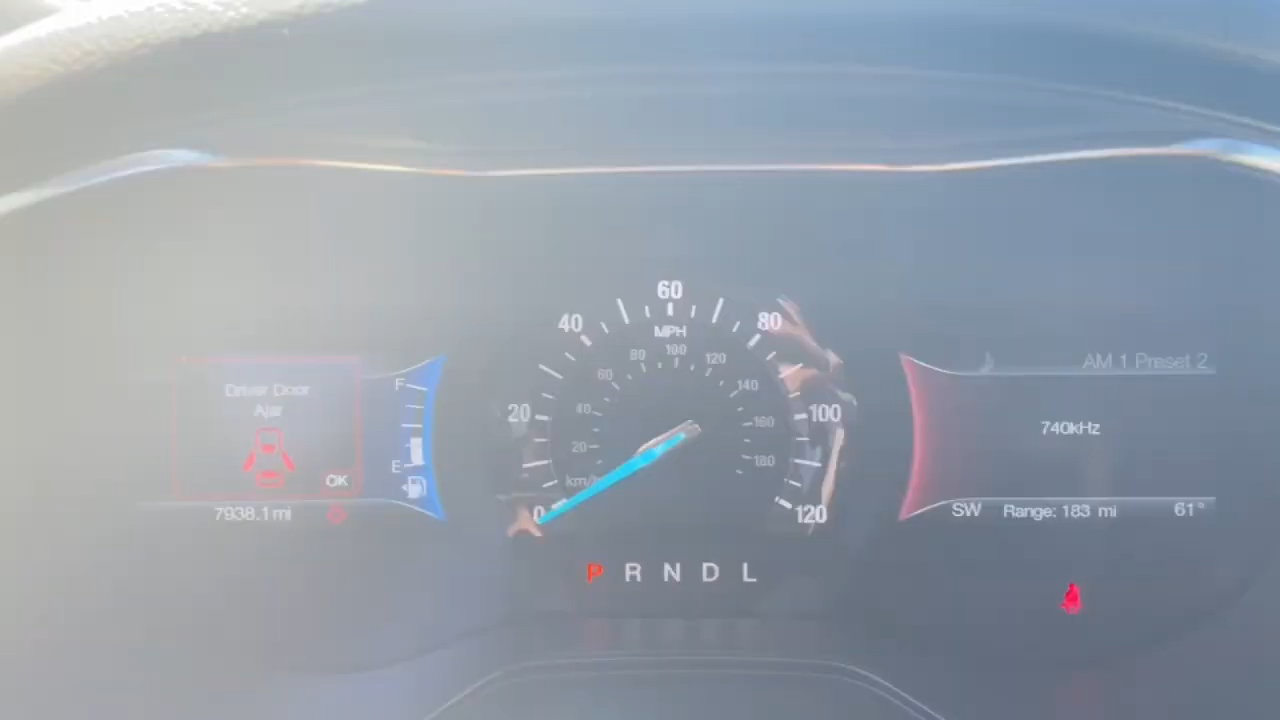 Driver Door
Ajar
OK
7938.1 mi
F
E
0
20
40
60
80
100
120
MPH
km/h
20
40
60
80
100
120
140
160
180
P R N D L
AM 1 Preset 2
740kHz
SW Range: 183 mi 61°